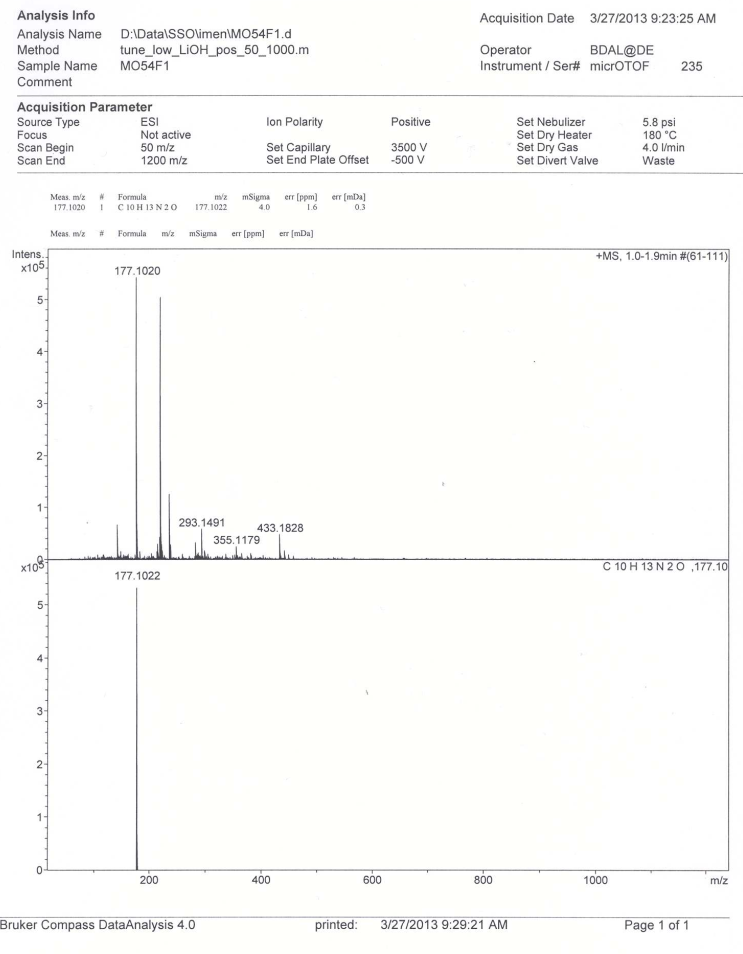 Analysis Info
Acquisition Date 3/27/2013 9:23:25 AM
Analysis Name D:\Data\SSO\imen\MO54F1.d
Method tune_low_LiOH_pos_50_1000.m Operator BDAL@DE
Sample Name MO54F1 Instrument / Ser# micrOTOF 235
Comment
Acquisition Parameter
Source Type ESI Ion Polarity Positive Set Nebulizer 5.8 psi
Focus Not active Set Dry Heater 180 °C
Scan Begin 50 m/z Set Capillary 3500 V Set Dry Gas 4.0 l/min
Scan End 1200 m/z Set End Plate Offset -500 V Set Divert Valve Waste
Meas. m/z # Formula m/z mSigma err [ppm] err [mDa]
177.1020 1 C 10 H 13 N 2 O 177.1022 4.0 1.6 0.3
Meas. m/z # Formula m/z mSigma err [ppm] err [mDa]
Intens.
x10⁵
+MS, 1.0-1.9min #(61-111)
177.1020
5
4
3
2
1
293.1491
433.1828
355.1179
0
x10⁵
C 10 H 13 N 2 O ,177.10
177.1022
5
4
3
2
1
0
200 400 600 800 1000 m/z
Bruker Compass DataAnalysis 4.0 printed: 3/27/2013 9:29:21 AM Page 1 of 1